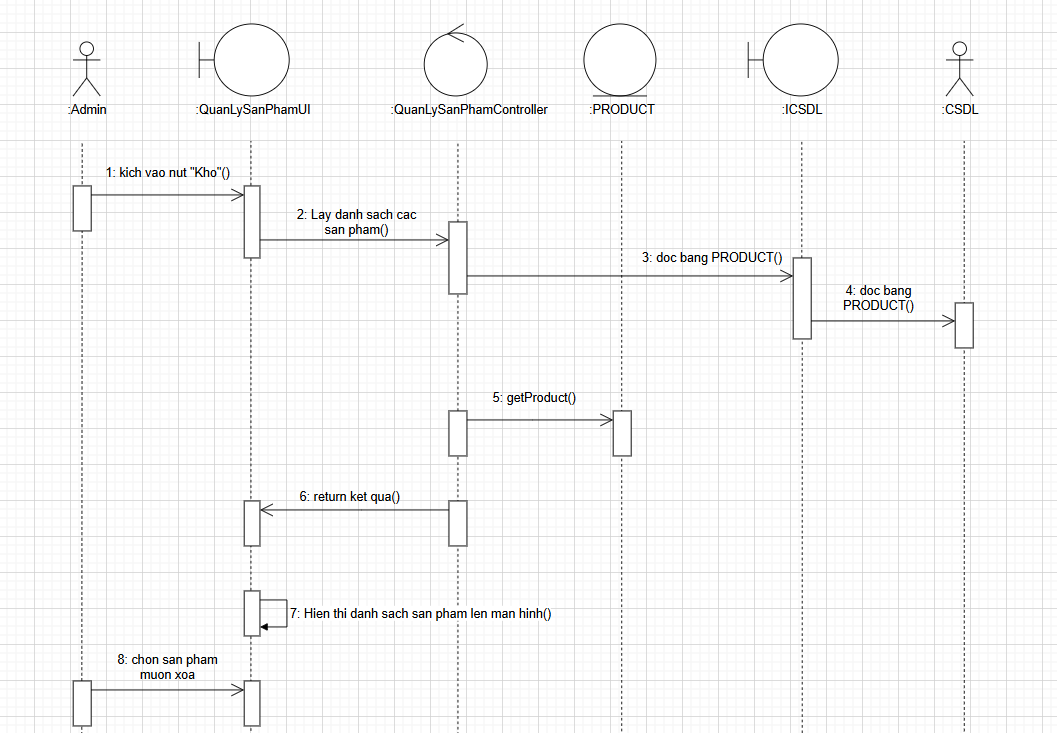 :Admin
:QuanLySanPhamUI
:QuanLySanPhamController
:PRODUCT
:ICSDL
:CSDL
1: kich vao nut "Kho"()
2: Lay danh sach cac
san pham()
3: doc bang PRODUCT()
4: doc bang
PRODUCT()
5: getProduct()
6: return ket qua()
7: Hien thi danh sach san pham len man hinh()
8: chon san pham
muon xoa